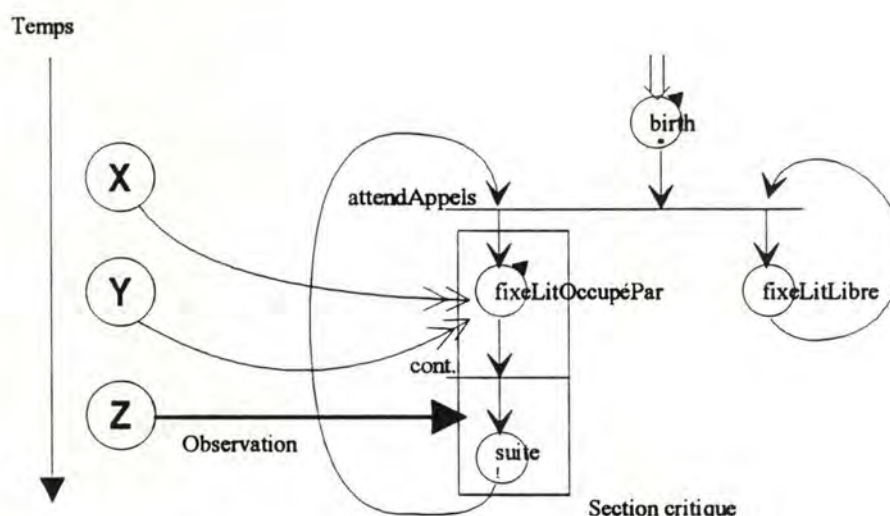 Temps
birth
X
attendAppels
Y
fixeLitOccupéPar
fixeLitLibre
cont.
Z
Observation
suite
!
Section critique